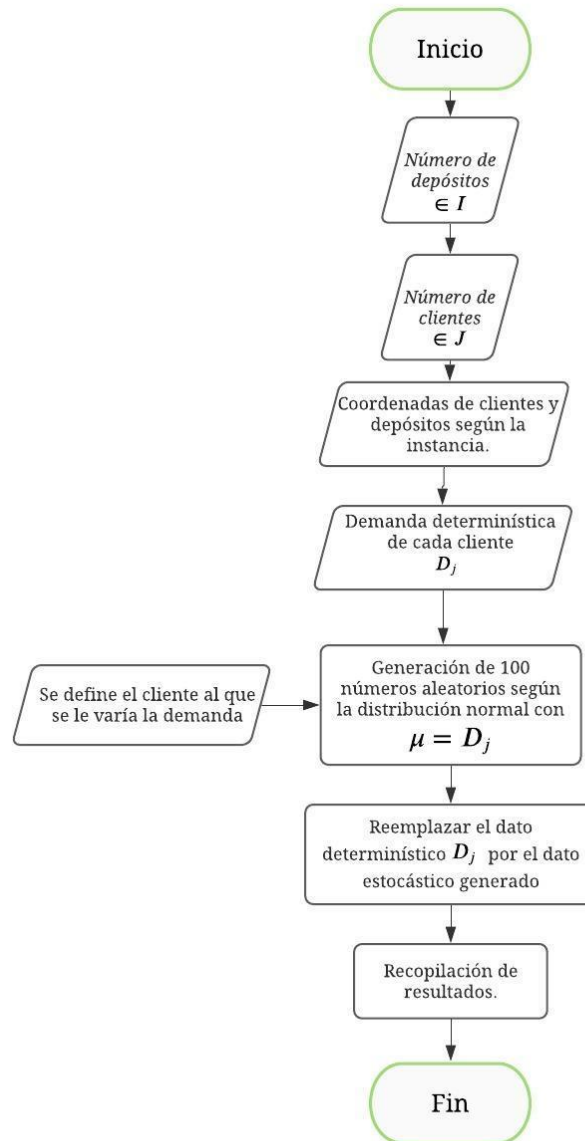 Inicio
Número de
depósitos
∈ I
Número de
clientes
∈ J
Coordenadas de clientes y
depósitos según la
instancia.
Demanda determinística
de cada cliente
D_j
Se define el cliente al que
se le varía la demanda
Generación de 100
números aleatorios según
la distribución normal con
μ = D_j
Reemplazar el dato
determinístico D_j por el dato
estocástico generado
Recopilación de
resultados.
Fin